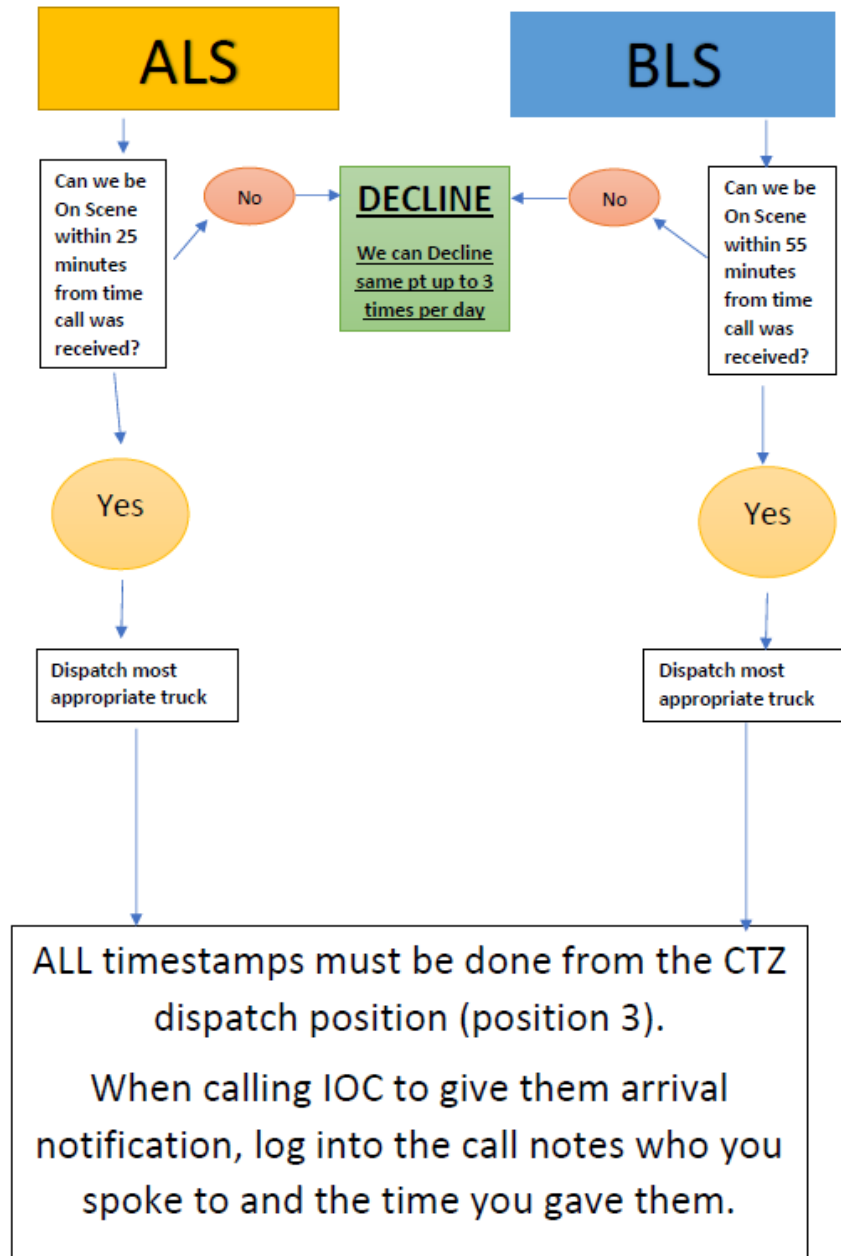 ALS
BLS
Can we be
On Scene
within 25
minutes
from time
call was
received?
No
DECLINE
We can Decline
same pt up to 3
times per day
No
Can we be
On Scene
within 55
minutes
from time
call was
received?
Yes
Yes
Dispatch most
appropriate truck
Dispatch most
appropriate truck
ALL timestamps must be done from the CTZ
dispatch position (position 3).
When calling IOC to give them arrival
notification, log into the call notes who you
spoke to and the time you gave them.